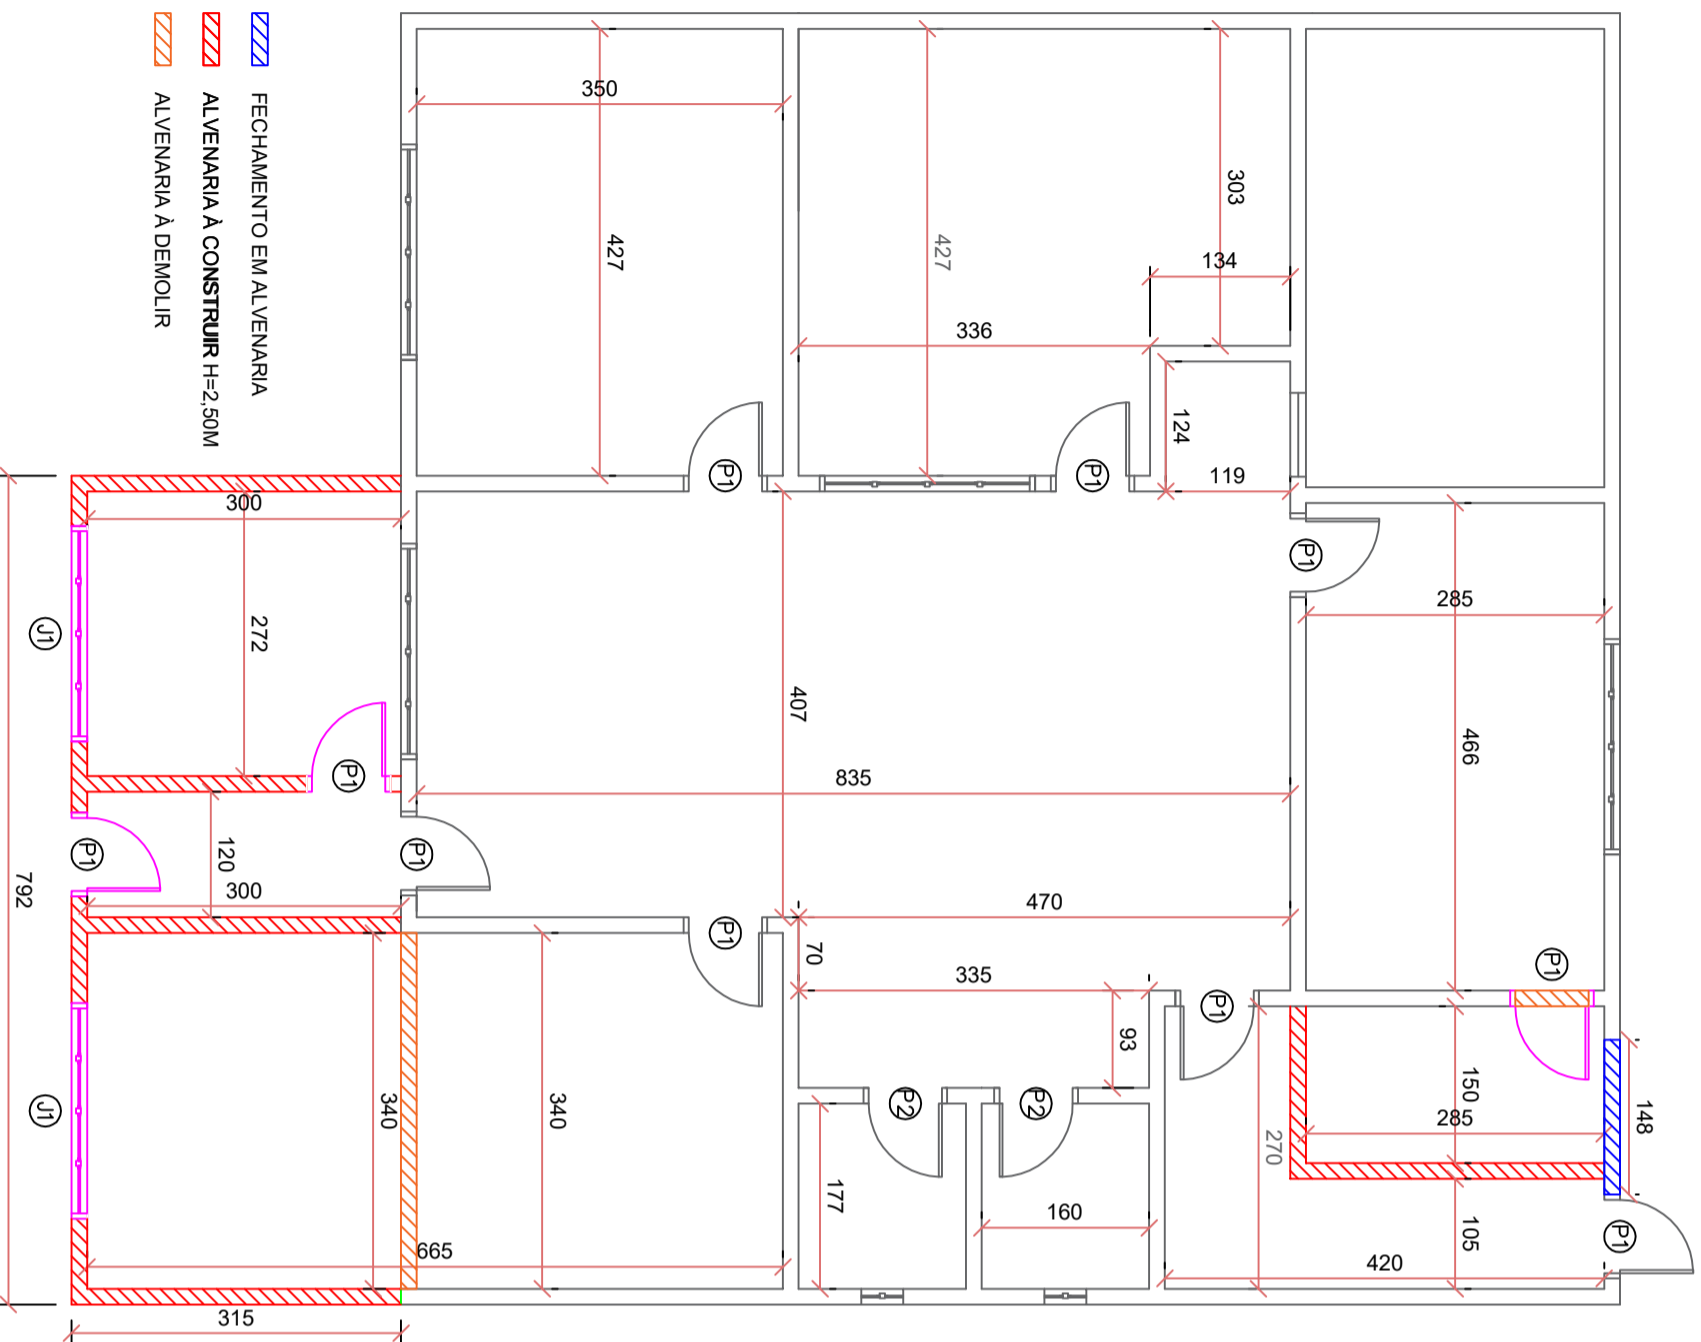 FECHAMENTO EM ALVENARIA
ALVENARIA À CONSTRUIR H=2,50M
ALVENARIA À DEMOLIR
350
427
427
303
134
336
124
119
P1
P1
P1
300
272
J1
P1
407
835
285
466
P1
120
300
P1
792
P1
470
70
335
93
P1
P1
340
340
J1
665
315
P2
P2
177
160
270
150
285
148
105
P1
420